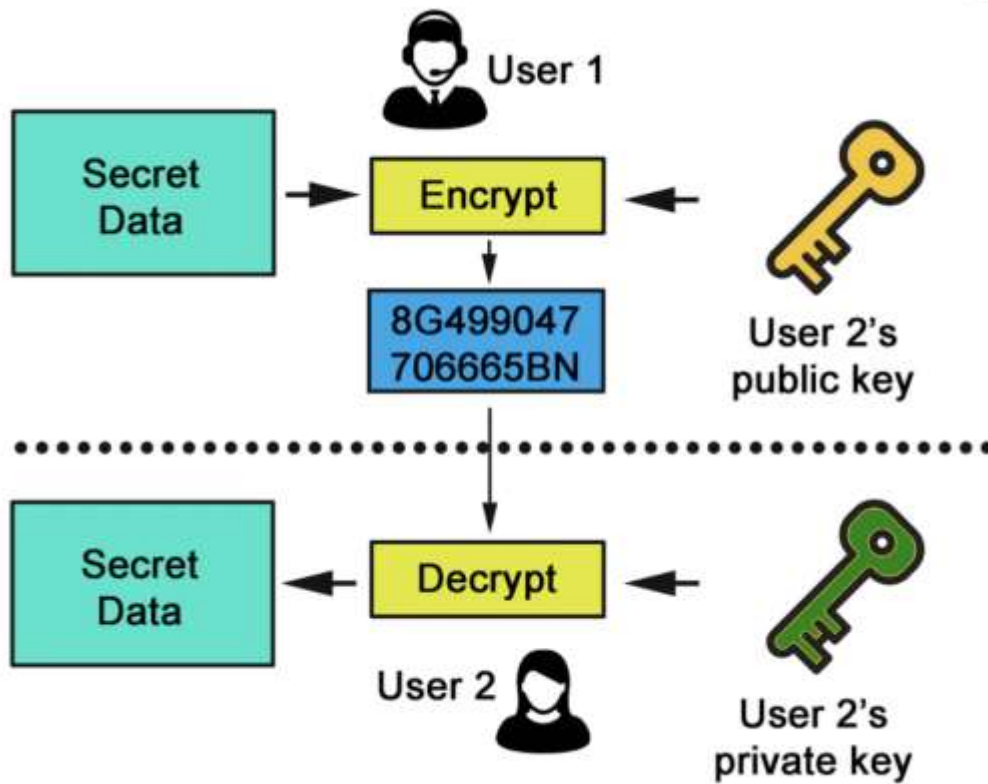 User 1
Secret
Data
Encrypt
8G499047
706665BN
User 2's
public key
Secret
Data
Decrypt
User 2
User 2's
private key